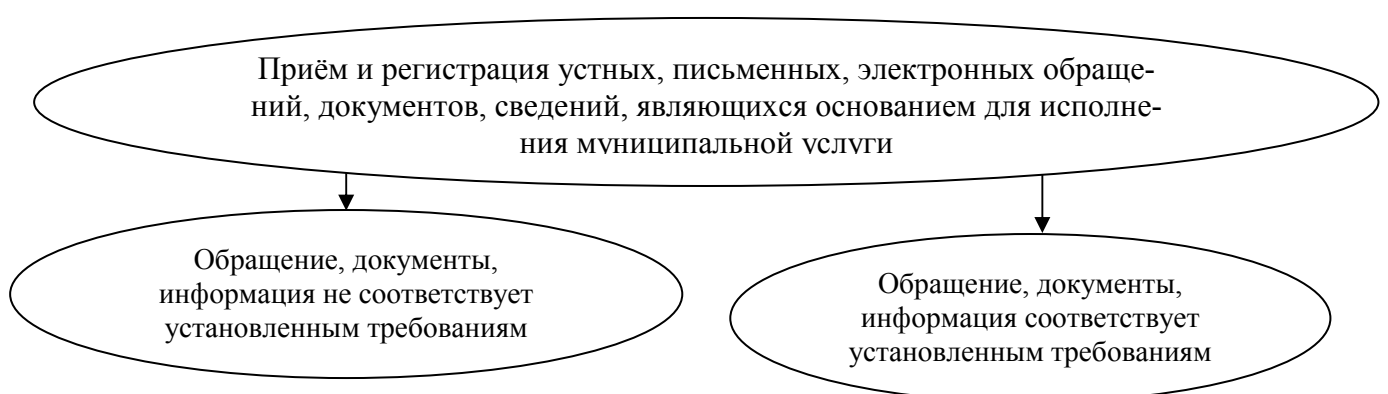 Приём и регистрация устных, письменных, электронных обраще-
ний, документов, сведений, являющихся основанием для исполне-
ния муниципальной услуги
Обращение, документы,
информация не соответствует
установленным требованиям
Обращение, документы,
информация соответствует
установленным требованиям